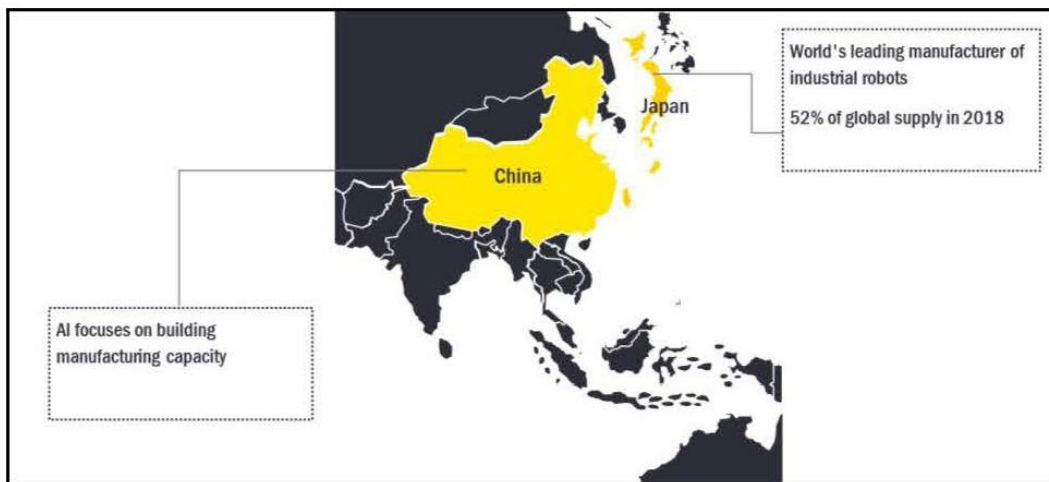 World's leading manufacturer of
industrial robots
52% of global supply in 2018
Japan
China
AI focuses on building
manufacturing capacity